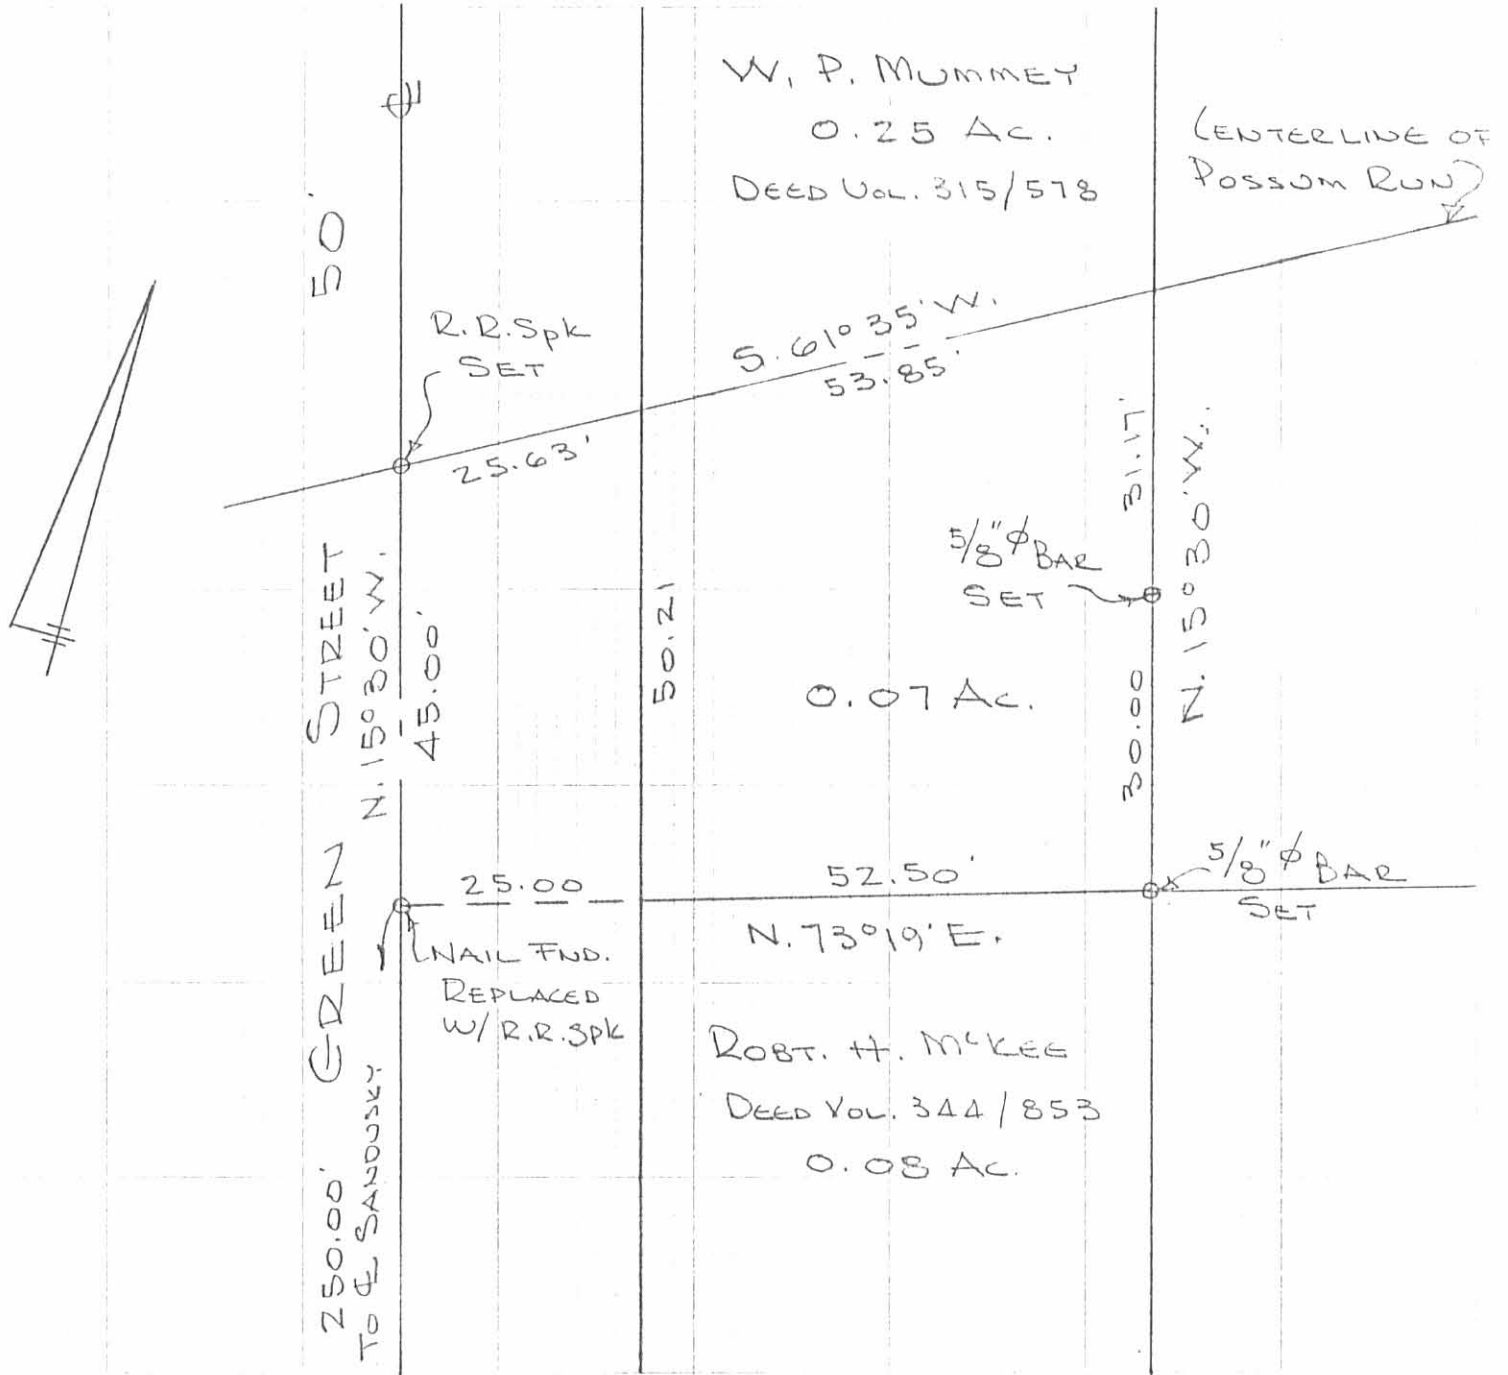 W. P. MUMMEY
0.25 AC.
DEED VOL. 315/578
CENTERLINE OF
POSSUM RUN
50'
R.R. Spk
SET
S. 61° 35' W.
53.85'
25.63'
31.17'
N. 15° 30' W.
5/8" ϕ BAR
SET
50.21
0.07 AC.
30.00
GREEN STREET
N. 15° 30' W.
45.00'
25.00
52.50'
5/8" ϕ BAR
SET
N. 73° 19' E.
NAIL FND.
REPLACED
W/ R.R. Spk
ROBT. H. McKEE
DEED VOL. 344/853
0.08 AC.
250.00'
TO ℄ SANDUSKY